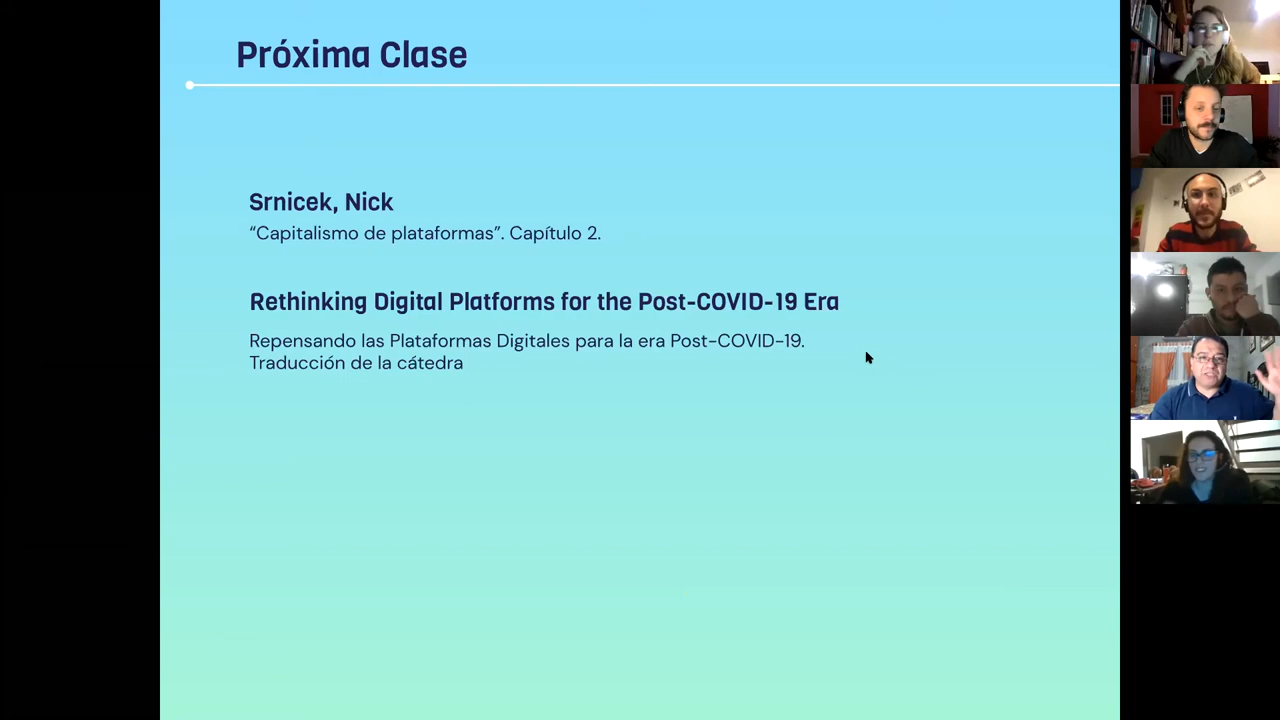 Próxima Clase
Srnicek, Nick
“Capitalismo de plataformas”. Capítulo 2.
Rethinking Digital Platforms for the Post-COVID-19 Era
Repensando las Plataformas Digitales para la era Post-COVID-19.
Traducción de la cátedra